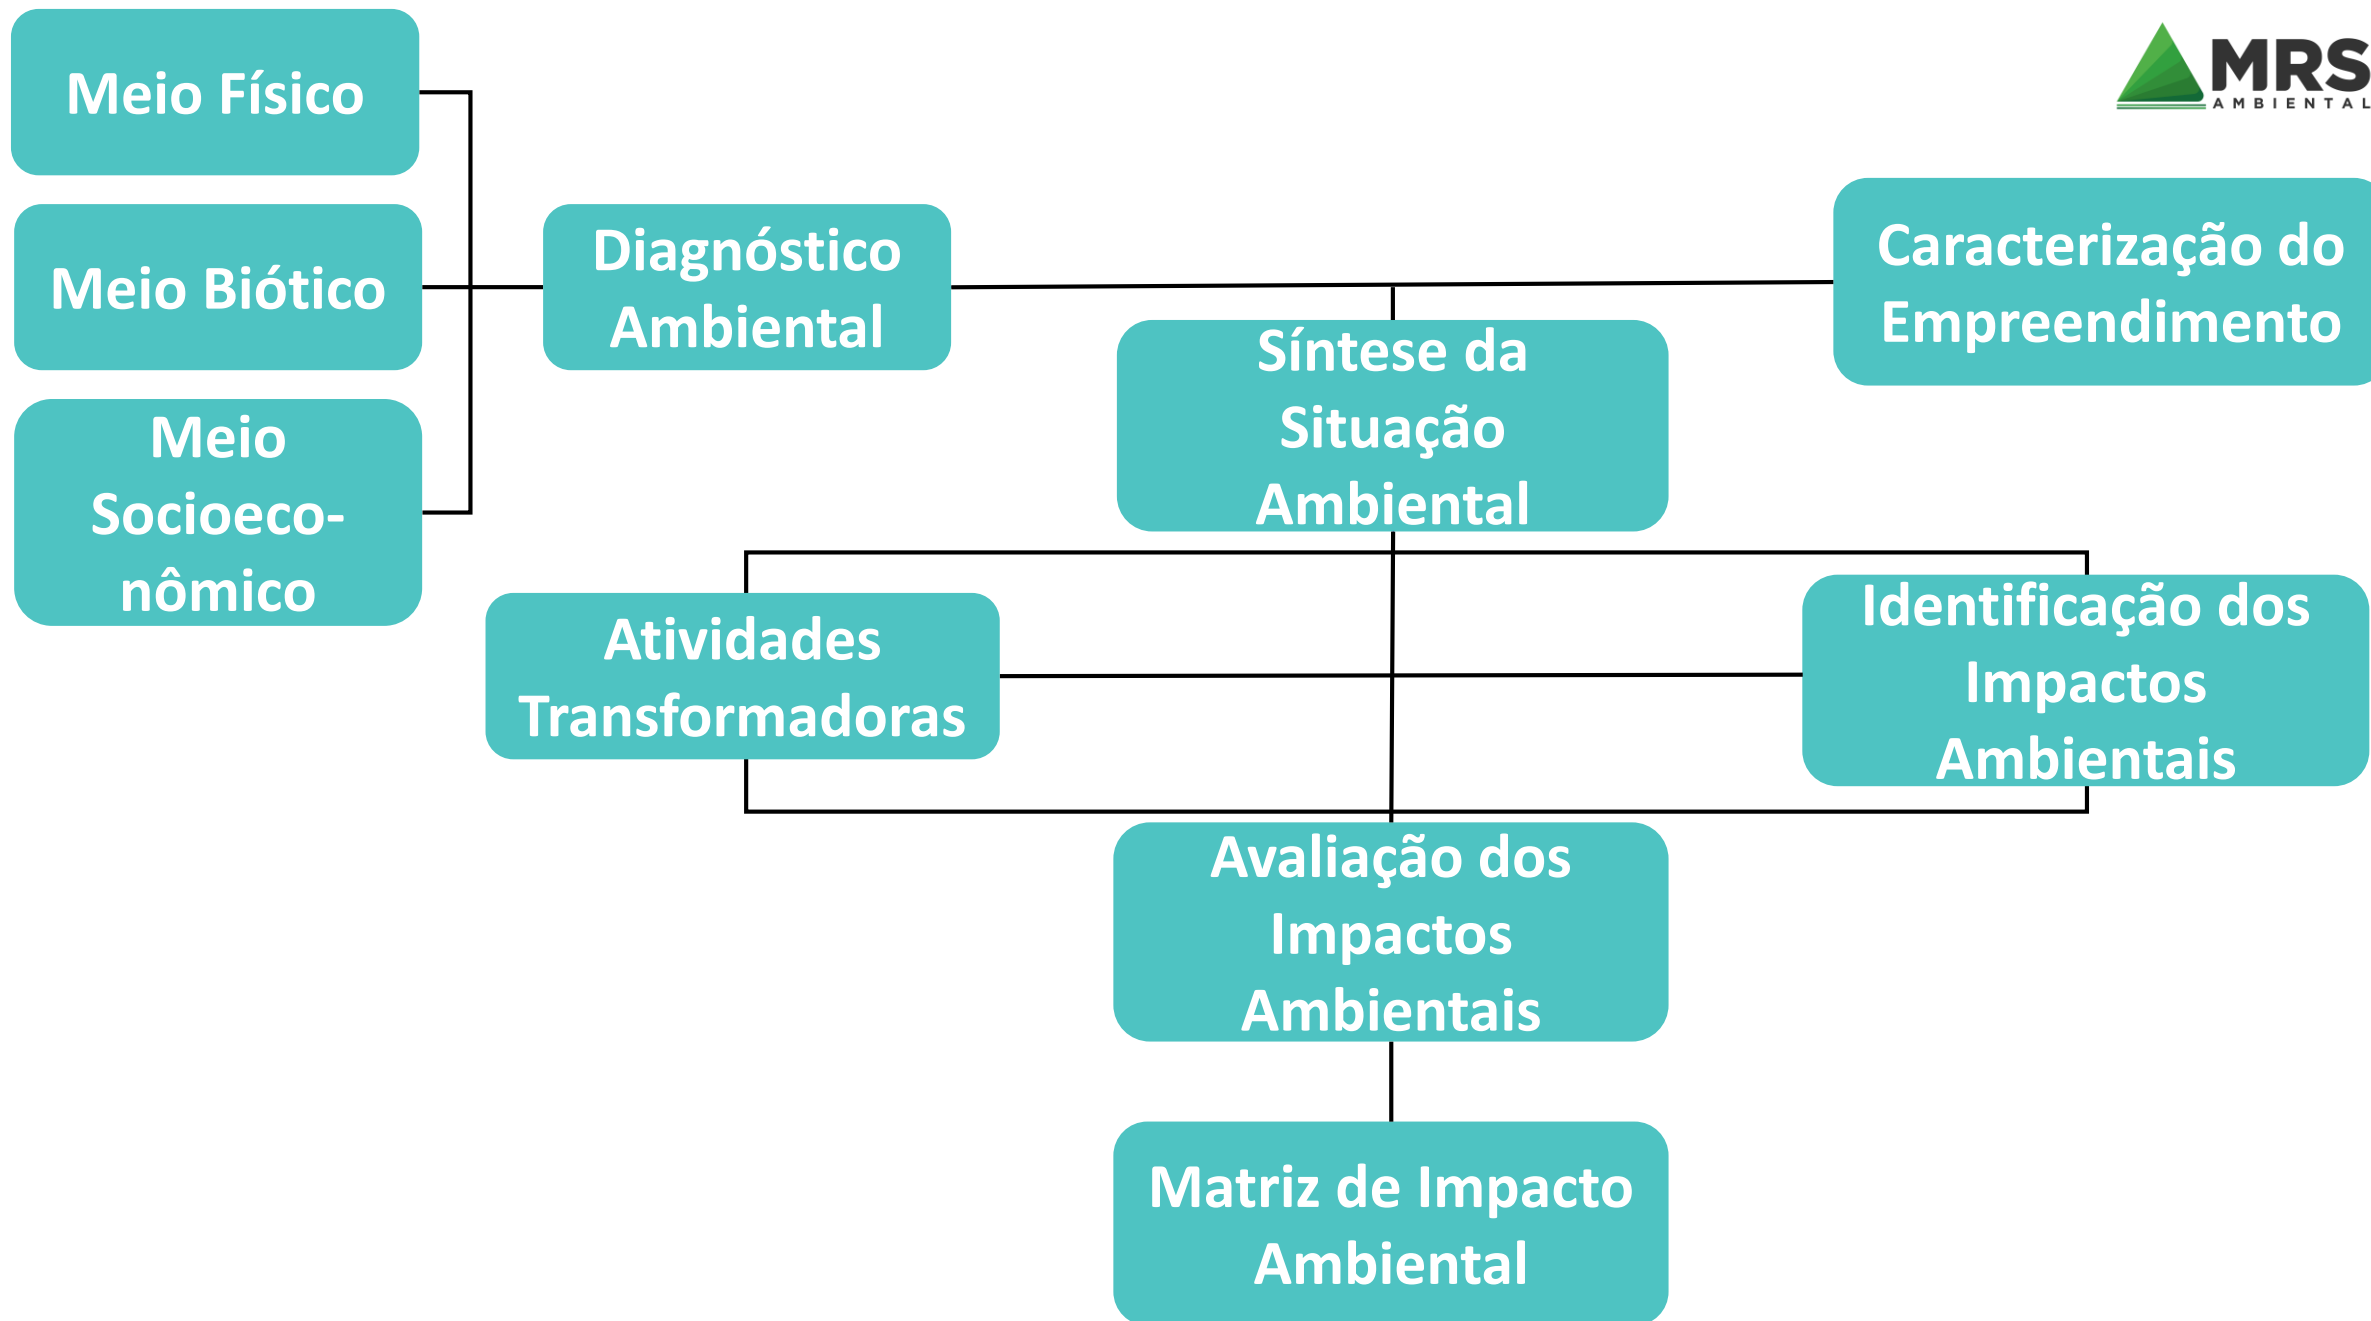 Meio Físico
MRS
AMBIENTAL
Meio Biótico
Diagnóstico
Ambiental
Caracterização do
Empreendimento
Síntese da
Situação
Ambiental
Meio
Socioeco-
nômico
Atividades
Transformadoras
Identificação dos
Impactos
Ambientais
Avaliação dos
Impactos
Ambientais
Matriz de Impacto
Ambiental